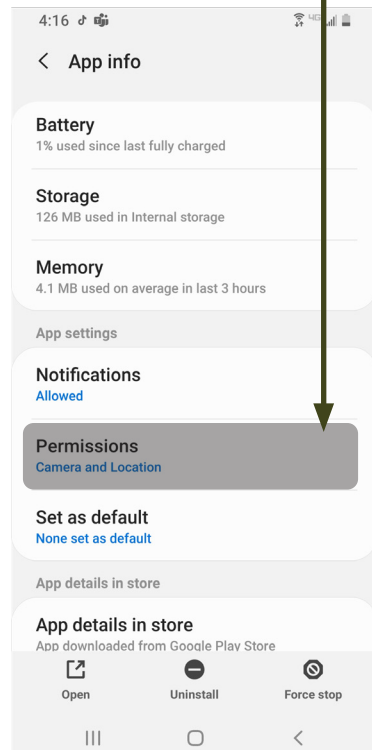 4:16
4G
App info
Battery
1% used since last fully charged
Storage
126 MB used in Internal storage
Memory
4.1 MB used on average in last 3 hours
App settings
Notifications
Allowed
Permissions
Camera and Location
Set as default
None set as default
App details in store
App details in store
App downloaded from Google Play Store
Open Uninstall Force stop